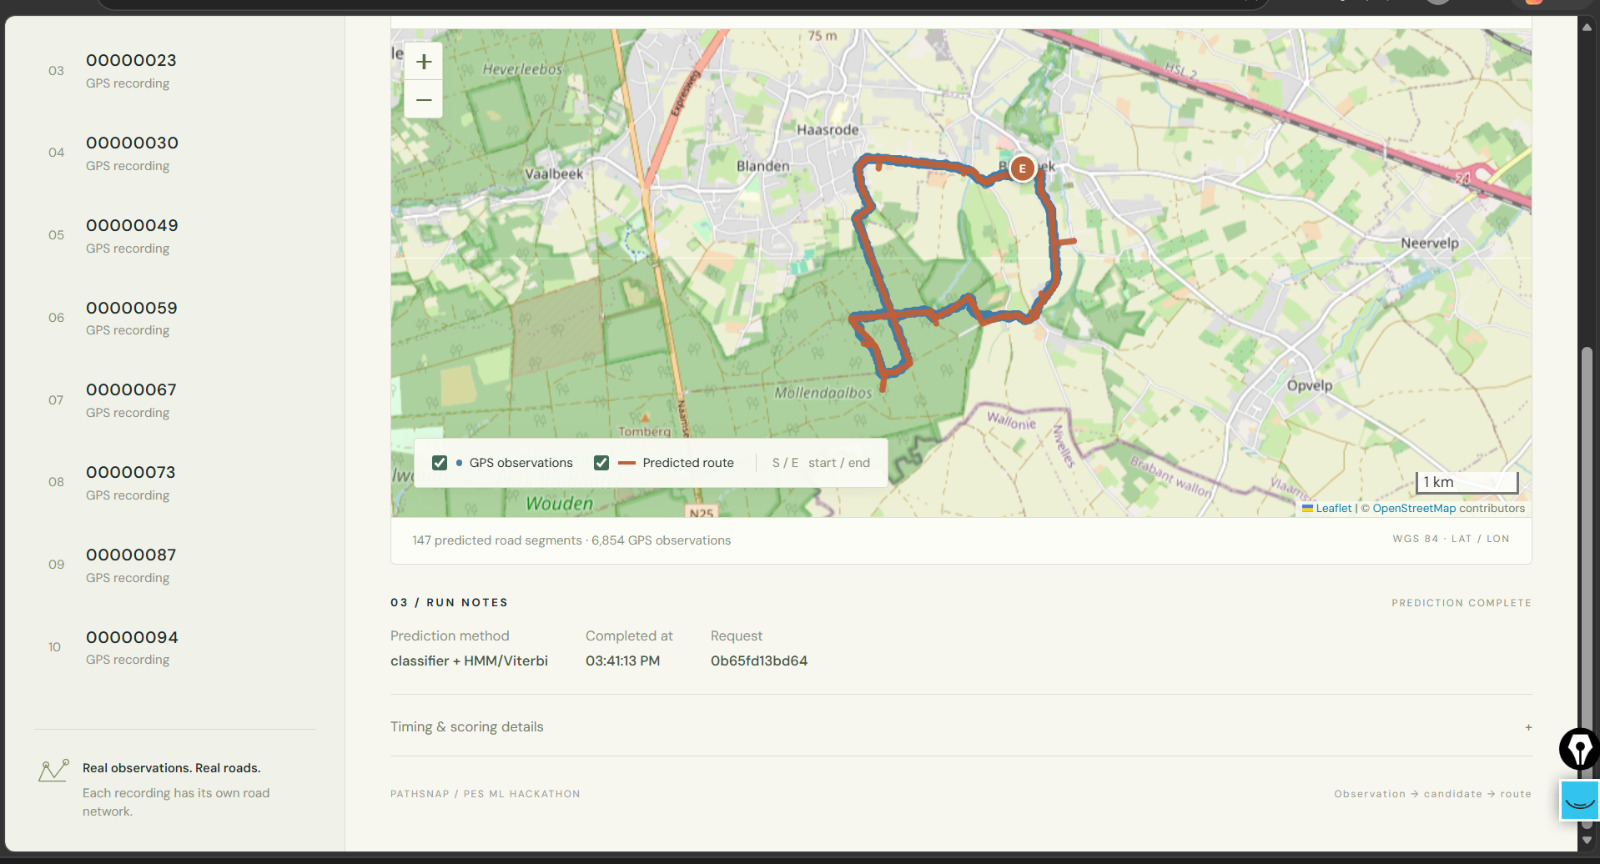 03
00000023
GPS recording
04
00000030
GPS recording
05
00000049
GPS recording
06
00000059
GPS recording
07
00000067
GPS recording
08
00000073
GPS recording
09
00000087
GPS recording
10
00000094
GPS recording
Real observations. Real roads.
Each recording has its own road
network.
+
−
75 m
Heverleebos
Expresweg
HSL 2
Haasrode
Blanden
Vaalbeek
E
21
Neervelp
Mollendaalbos
Opvelp
Tomberg
Wallonie
Nivelles
Brabant wallon
Wouden
N25
GPS observations
Predicted route
S / E start / end
1 km
Leaflet | © OpenStreetMap contributors
147 predicted road segments · 6,854 GPS observations
WGS 84 · LAT / LON
03 / RUN NOTES
PREDICTION COMPLETE
Prediction method
classifier + HMM/Viterbi
Completed at
03:41:13 PM
Request
0b65fd13bd64
Timing & scoring details
+
PATHSNAP / PES ML HACKATHON
Observation → candidate → route